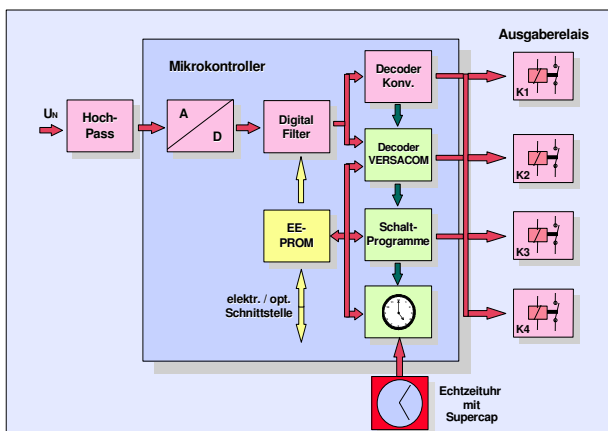 Ausgaberelais
Mikrokontroller
Decoder
Konv.
K1
UN
Hoch-
Pass
A
D
Digital
Filter
Decoder
VERSACOM
K2
EE-
PROM
Schalt-
Programme
K3
elektr. / opt.
Schnittstelle
K4
Echtzeituhr
mit
Supercap